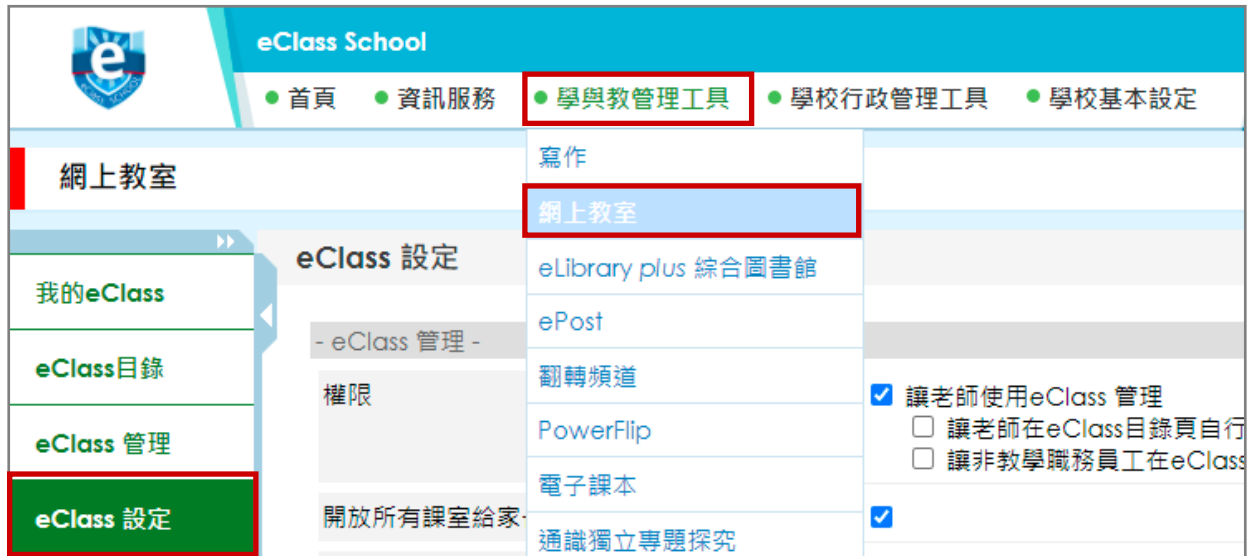 eClass School
首頁 資訊服務 學與教管理工具 學校行政管理工具 學校基本設定
寫作
網上教室
eLibrary plus 綜合圖書館
ePost
翻轉頻道
PowerFlip
電子課本
通識獨立專題探究
網上教室
我的eClass
eClass目錄
eClass 管理
eClass 設定
eClass 設定
- eClass 管理 -
權限
讓老師使用eClass 管理
讓老師在eClass目錄頁自行
讓非教學職務員工在eClass
開放所有課室給家